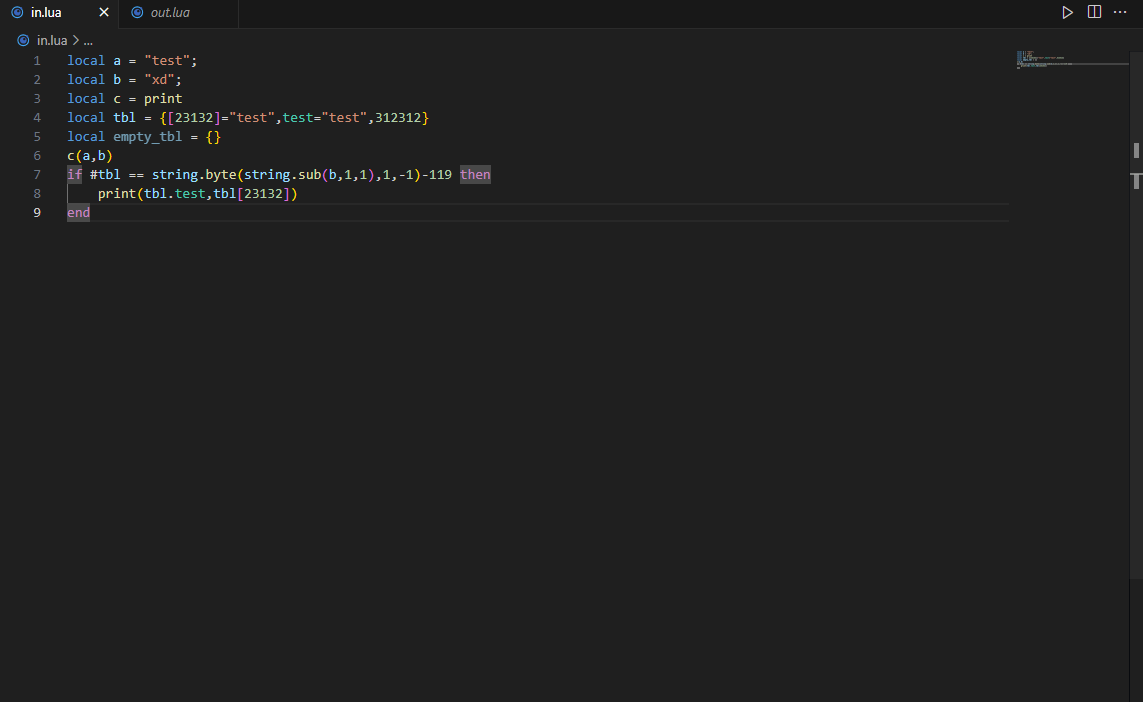 in.lua
out.lua
in.lua > ...
1 local a = "test";
2 local b = "xd";
3 local c = print
4 local tbl = {[23132]="test",test="test",312312}
5 local empty_tbl = {}
6 c(a,b)
7 if #tbl == string.byte(string.sub(b,1,1),1,-1)-119 then
8     print(tbl.test,tbl[23132])
9 end